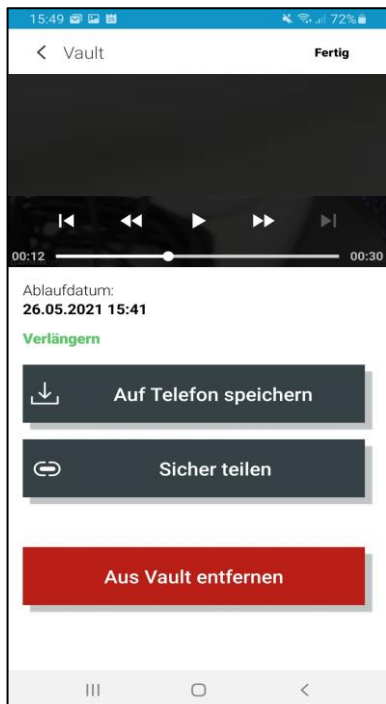 15:49 72%
Vault Fertig
00:12 00:30
Ablaufdatum:
26.05.2021 15:41
Verlängern
Auf Telefon speichern
Sicher teilen
Aus Vault entfernen